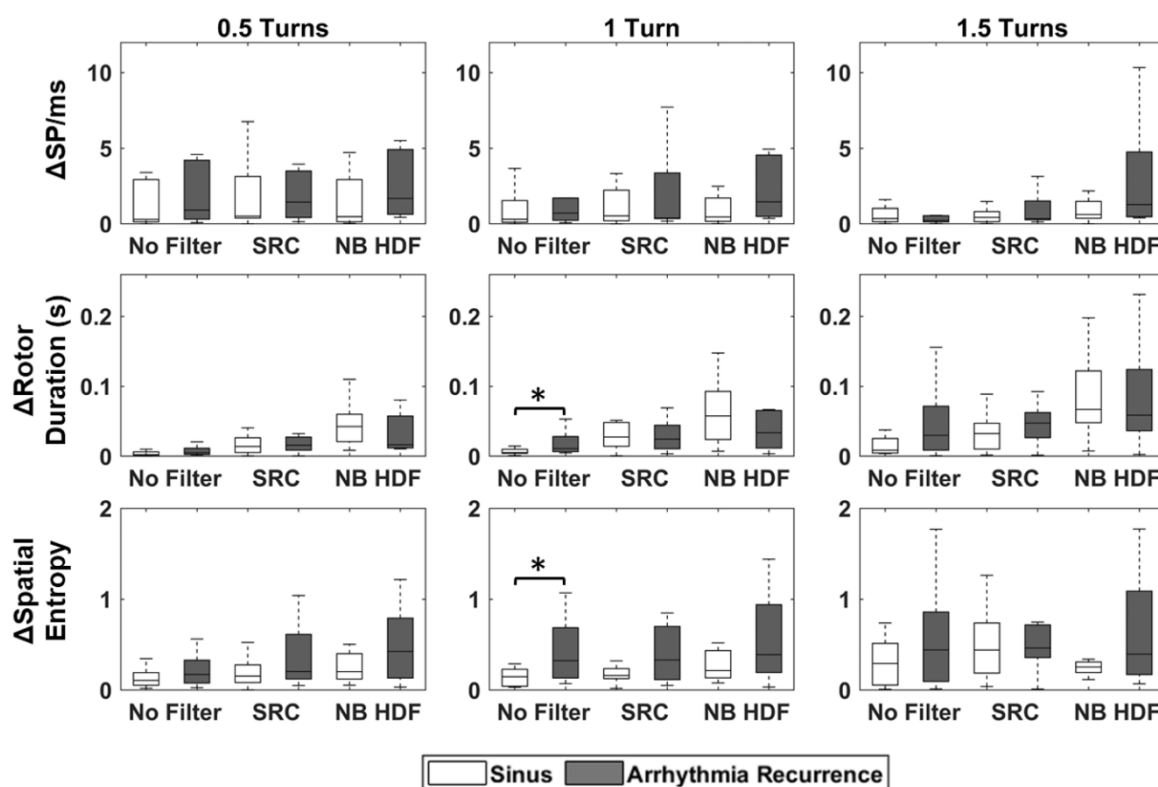 0.5 Turns 1 Turn 1.5 Turns
ΔSP/ms
10
5
0
10
5
0
10
5
0
No Filter SRC NB HDF No Filter SRC NB HDF No Filter SRC NB HDF
ΔRotor
Duration (s)
0.2
0.1
0
0.2
0.1
0
*
0.2
0.1
0
No Filter SRC NB HDF No Filter SRC NB HDF No Filter SRC NB HDF
ΔSpatial
Entropy
2
1
0
2
1
0
*
2
1
0
No Filter SRC NB HDF No Filter SRC NB HDF No Filter SRC NB HDF
Sinus Arrhythmia Recurrence